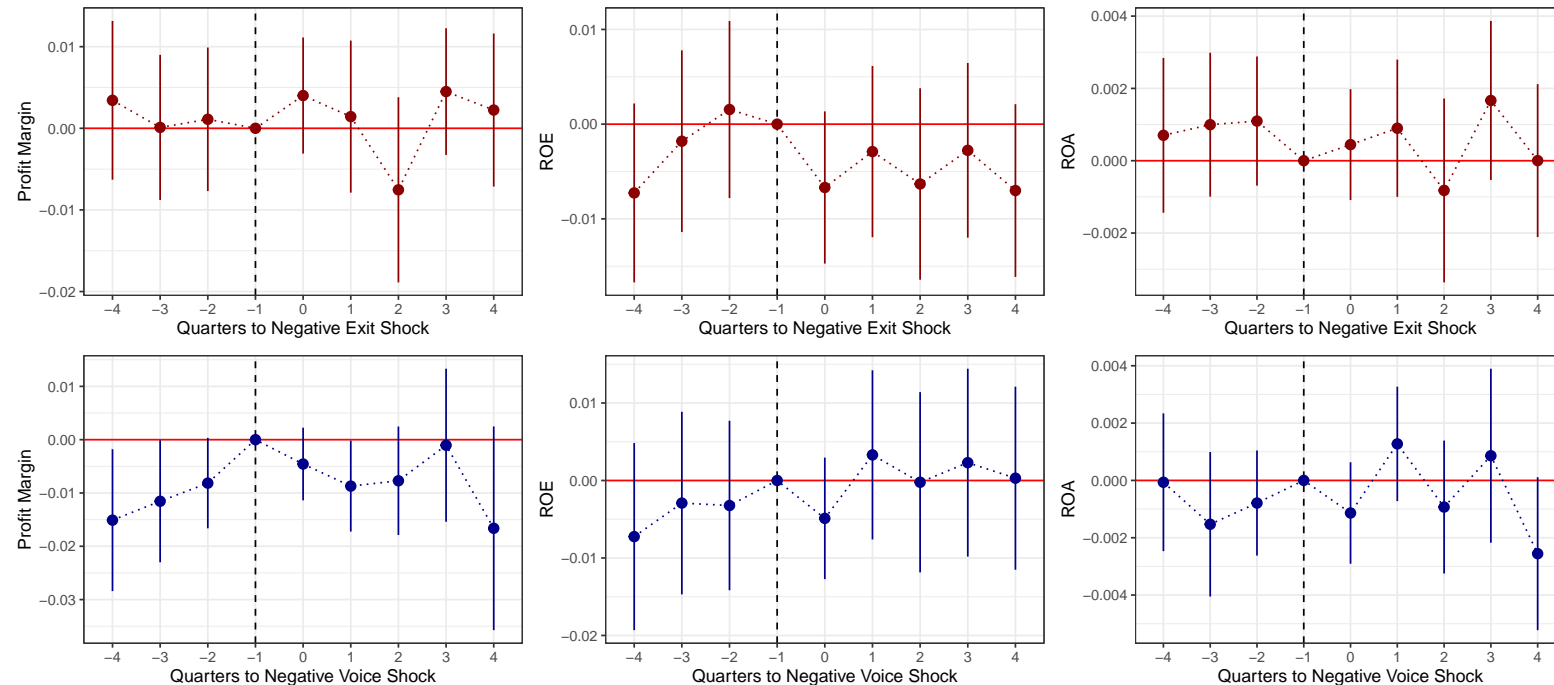 Profit Margin
0.01
0.00
−0.01
−0.02
−4 −3 −2 −1 0 1 2 3 4
Quarters to Negative Exit Shock
ROE
0.01
0.00
−0.01
−4 −3 −2 −1 0 1 2 3 4
Quarters to Negative Exit Shock
ROA
0.004
0.002
0.000
−0.002
−4 −3 −2 −1 0 1 2 3 4
Quarters to Negative Exit Shock
Profit Margin
0.01
0.00
−0.01
−0.02
−0.03
−4 −3 −2 −1 0 1 2 3 4
Quarters to Negative Voice Shock
ROE
0.01
0.00
−0.01
−0.02
−4 −3 −2 −1 0 1 2 3 4
Quarters to Negative Voice Shock
ROA
0.004
0.002
0.000
−0.002
−0.004
−4 −3 −2 −1 0 1 2 3 4
Quarters to Negative Voice Shock